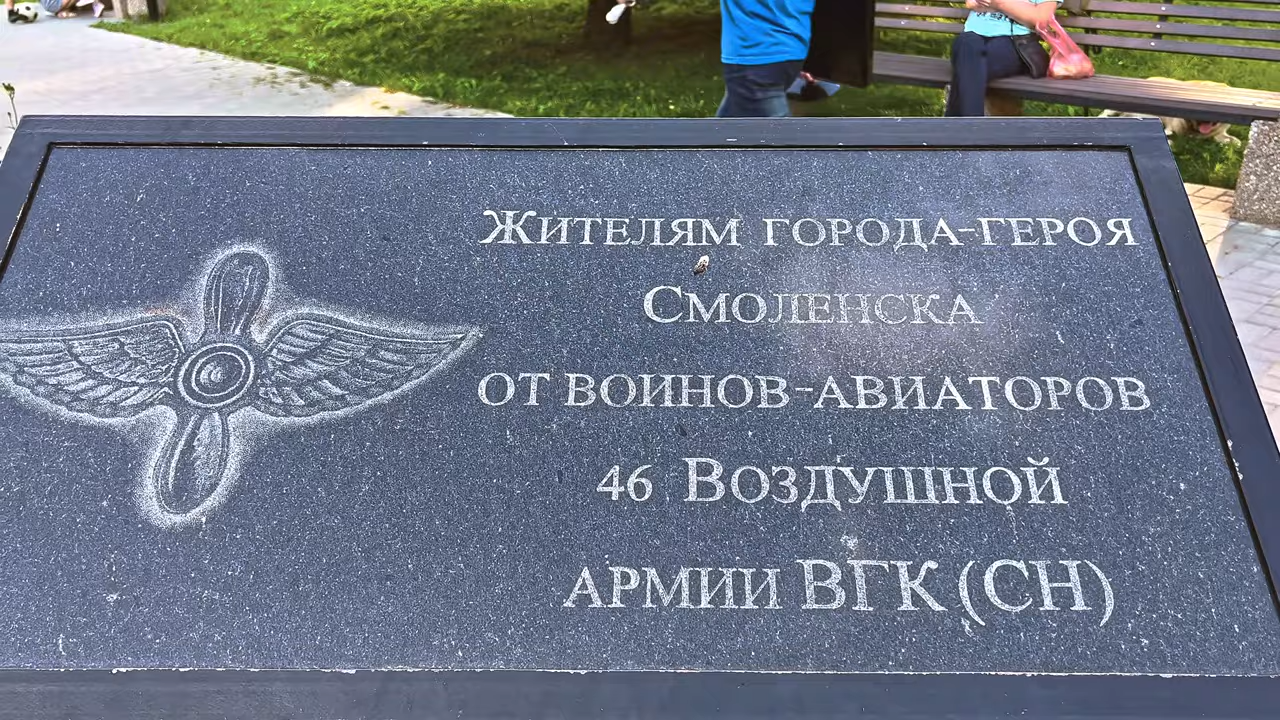 Жителям города-героя
Смоленска
от воинов-авиаторов
46 Воздушной
армии ВГК (СН)